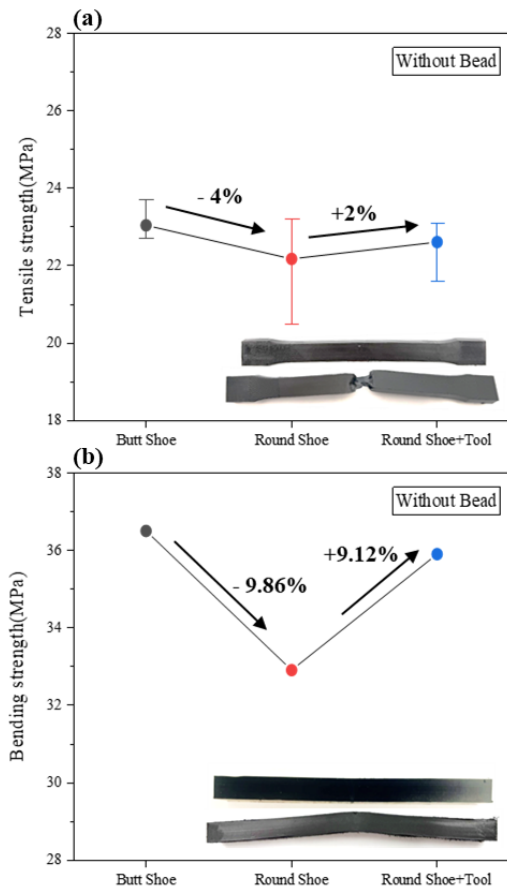 (a)
Without Bead
Tensile strength(MPa)
28
26
24
22
20
18
- 4%
+2%
Butt Shoe Round Shoe Round Shoe+Tool
(b)
Without Bead
Bending strength(MPa)
38
36
34
32
30
28
- 9.86%
+9.12%
Butt Shoe Round Shoe Round Shoe+Tool